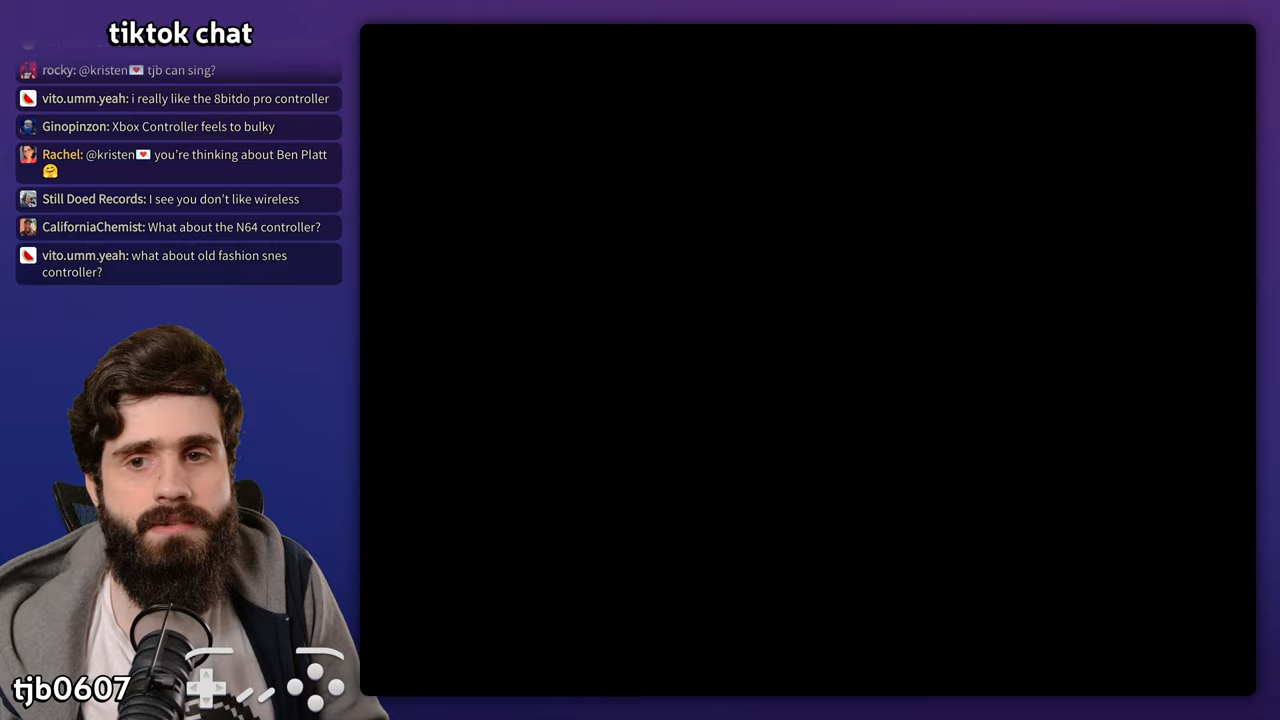 tiktok chat
rocky: @kristen💌 tjb can sing?
vito.umm.yeah: i really like the 8bitdo pro controller
Ginopinzon: Xbox Controller feels to bulky
Rachel: @kristen💌 you’re thinking about Ben Platt
🤗
Still Doed Records: I see you don’t like wireless
CaliforniaChemist: What about the N64 controller?
vito.umm.yeah: what about old fashion snes
controller?
tjb0607